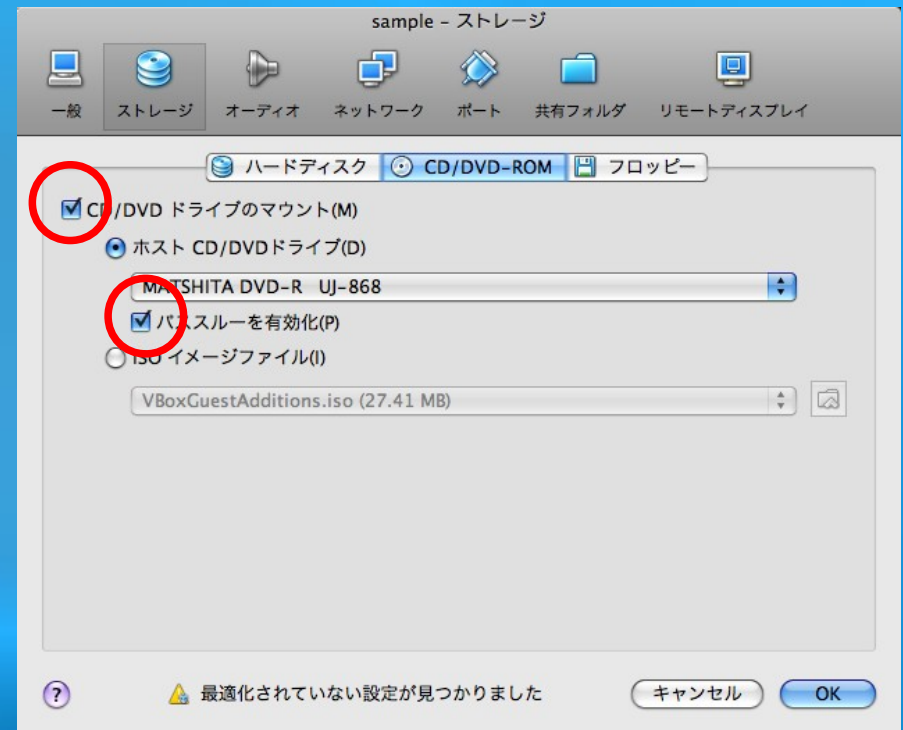 sample – ストレージ
一般 ストレージ オーディオ ネットワーク ポート 共有フォルダ リモートディスプレイ
ハードディスク CD/DVD-ROM フロッピー
CD/DVD ドライブのマウント(M)
ホスト CD/DVDドライブ(D)
MATSHITA DVD-R UJ-868
パススルーを有効化(P)
ISO イメージファイル(I)
VBoxGuestAdditions.iso (27.41 MB)
? 最適化されていない設定が見つかりました キャンセル OK